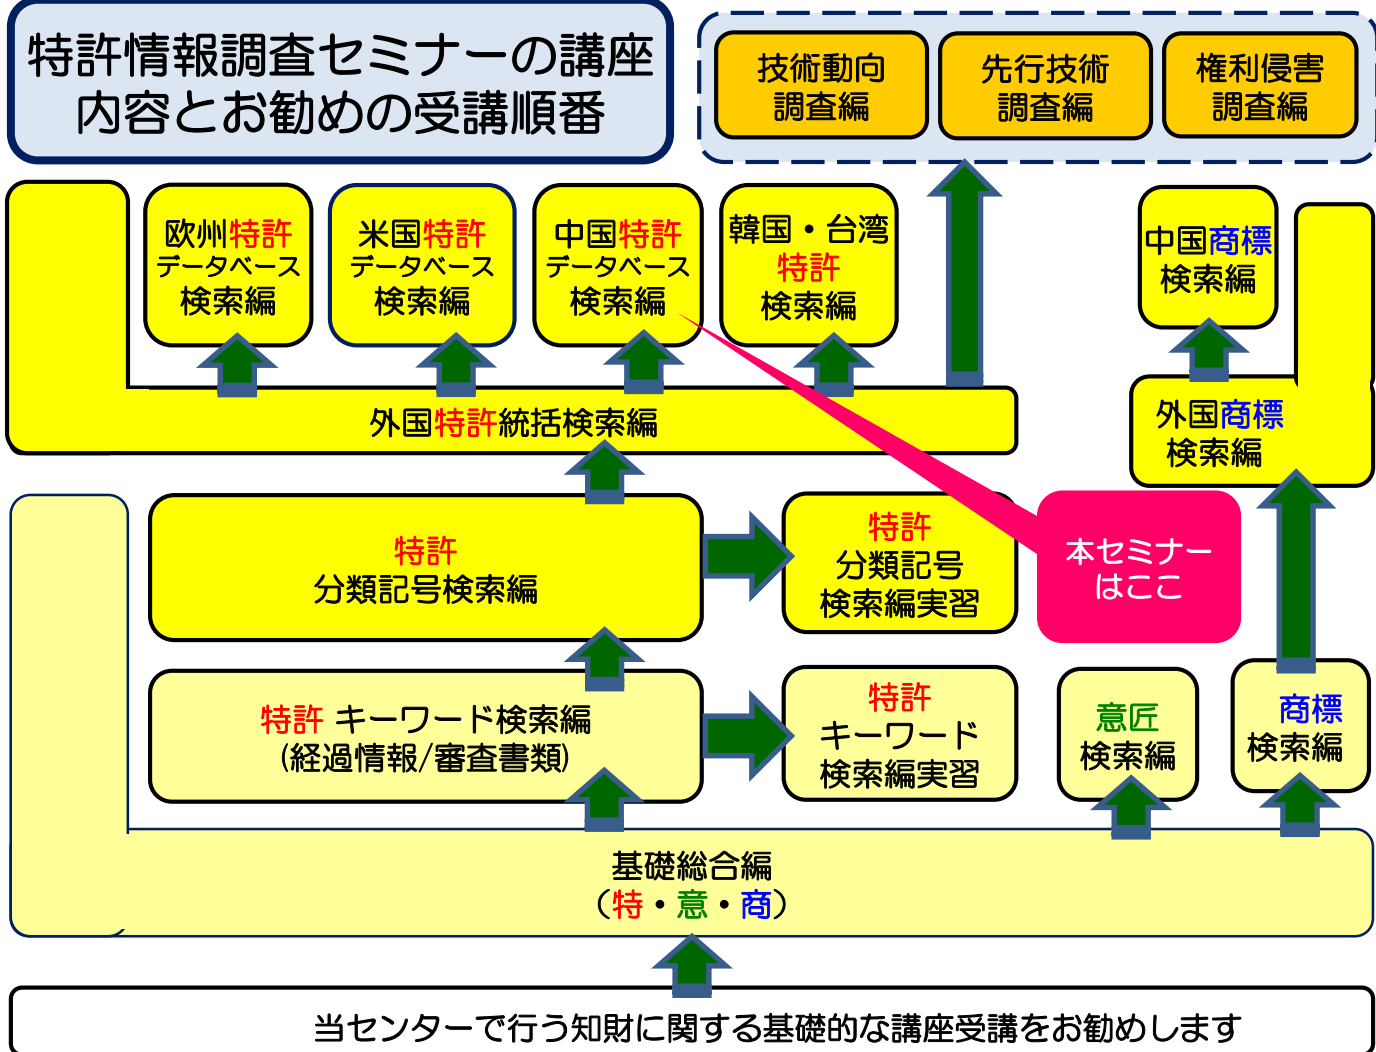 特許情報調査セミナーの講座
内容とお勧めの受講順番
技術動向
調査編
先行技術
調査編
権利侵害
調査編
欧州特許
データベース
検索編
米国特許
データベース
検索編
中国特許
データベース
検索編
韓国・台湾
特許
検索編
中国商標
検索編
外国特許統括検索編
外国商標
検索編
特許
分類記号検索編
特許
分類記号
検索編実習
本セミナー
はここ
特許 キーワード検索編
(経過情報/審査書類)
特許
キーワード
検索編実習
意匠
検索編
商標
検索編
基礎総合編
（特・意・商）
当センターで行う知財に関する基礎的な講座受講をお勧めします